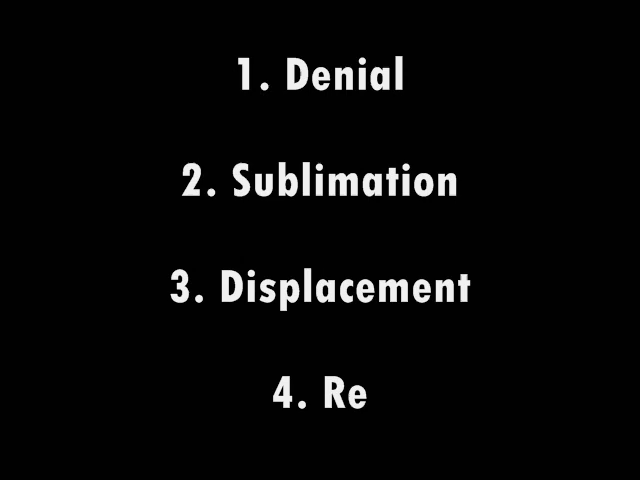 1. Denial
2. Sublimation
3. Displacement
4. Re